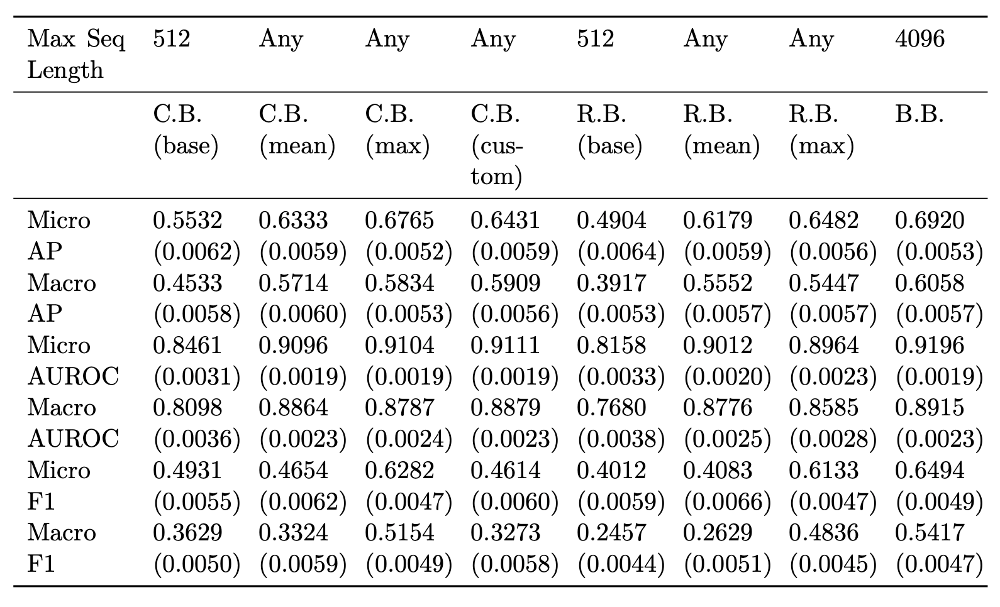 Max Seq 512 Any Any Any 512 Any Any 4096
Length
C.B. C.B. C.B. C.B. R.B. R.B. R.B. B.B.
(base) (mean) (max) (cus- (base) (mean) (max)
tom)
Micro 0.5532 0.6333 0.6765 0.6431 0.4904 0.6179 0.6482 0.6920
AP (0.0062) (0.0059) (0.0052) (0.0059) (0.0064) (0.0059) (0.0056) (0.0053)
Macro 0.4533 0.5714 0.5834 0.5909 0.3917 0.5552 0.5447 0.6058
AP (0.0058) (0.0060) (0.0053) (0.0056) (0.0053) (0.0057) (0.0057) (0.0057)
Micro 0.8461 0.9096 0.9104 0.9111 0.8158 0.9012 0.8964 0.9196
AUROC (0.0031) (0.0019) (0.0019) (0.0019) (0.0033) (0.0020) (0.0023) (0.0019)
Macro 0.8098 0.8864 0.8787 0.8879 0.7680 0.8776 0.8585 0.8915
AUROC (0.0036) (0.0023) (0.0024) (0.0023) (0.0038) (0.0025) (0.0028) (0.0023)
Micro 0.4931 0.4654 0.6282 0.4614 0.4012 0.4083 0.6133 0.6494
F1 (0.0055) (0.0062) (0.0047) (0.0060) (0.0059) (0.0066) (0.0047) (0.0049)
Macro 0.3629 0.3324 0.5154 0.3273 0.2457 0.2629 0.4836 0.5417
F1 (0.0050) (0.0059) (0.0049) (0.0058) (0.0044) (0.0051) (0.0045) (0.0047)